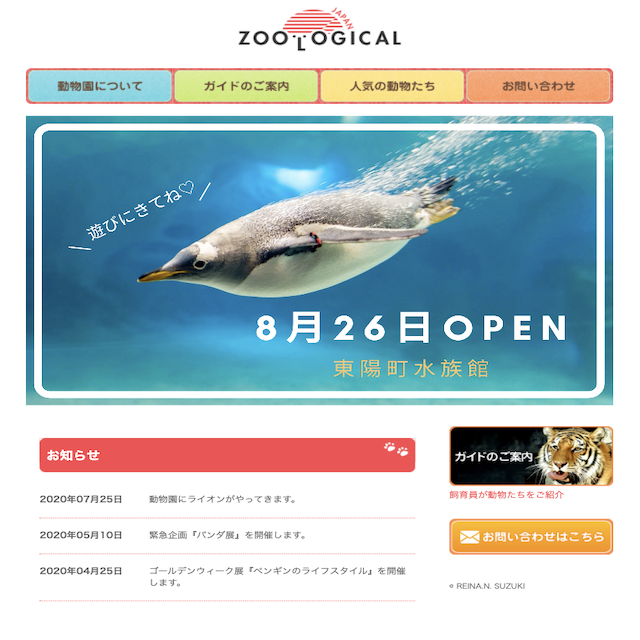 JAPAN
ZOOLOGICAL
動物園について
ガイドのご案内
人気の動物たち
お問い合わせ
遊びにきてね♡
8月26日OPEN
東陽町水族館
お知らせ
2020年07月25日 動物園にライオンがやってきます。
2020年05月10日 緊急企画『パンダ展』を開催します。
2020年04月25日 ゴールデンウィーク展『ペンギンのライフスタイル』を開催
します。
ガイドのご案内
飼育員が動物たちをご紹介
お問い合わせはこちら
© REINA.N. SUZUKI